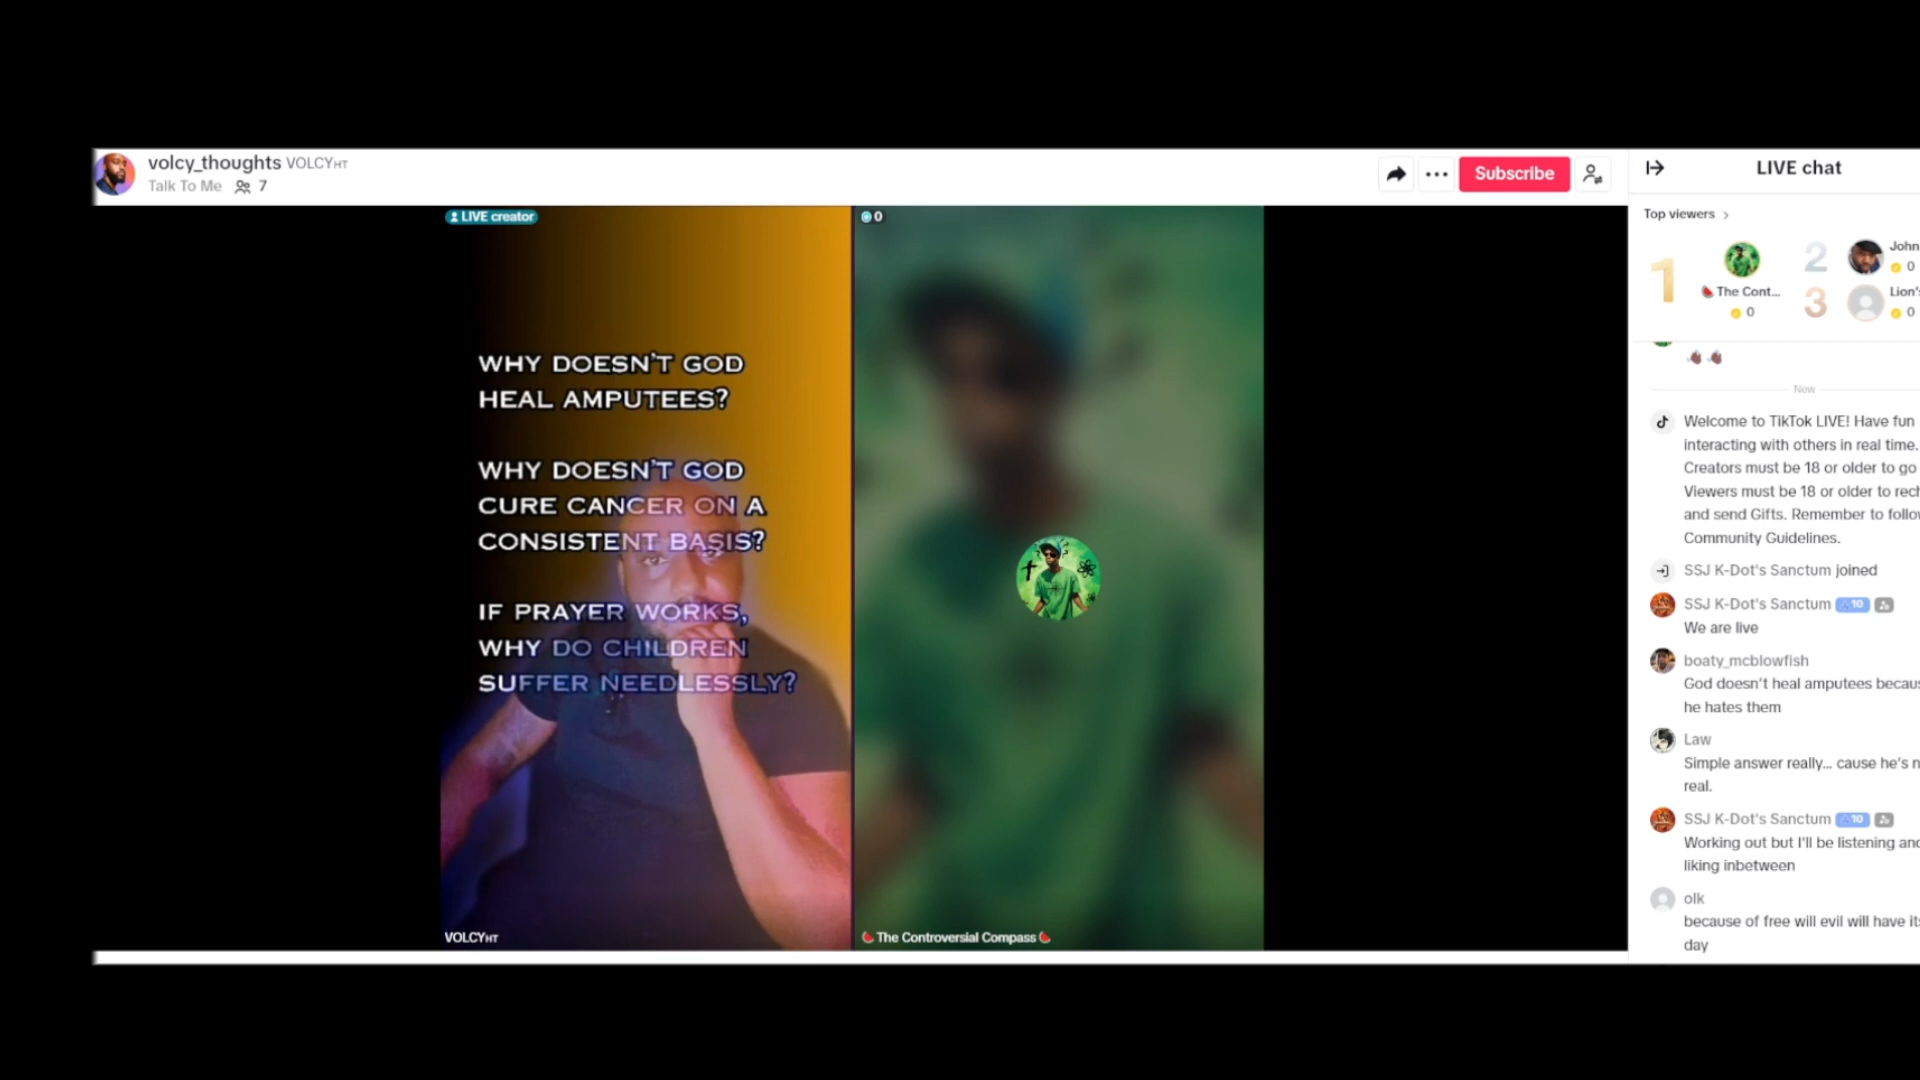 volcy_thoughts VOLCYHT
Talk To Me 7
Subscribe
LIVE chat
LIVE creator
0
WHY DOESN'T GOD
HEAL AMPUTEES?
WHY DOESN'T GOD
CURE CANCER ON A
CONSISTENT BASIS?
IF PRAYER WORKS,
WHY DO CHILDREN
SUFFER NEEDLESSLY?
VOLCYHT
🍉The Controversial Compass🍉
Top viewers
1
🍉 The Cont...
0
2
John
0
3
Lion's
0
New
Welcome to TikTok LIVE! Have fun
interacting with others in real time.
Creators must be 18 or older to go
Viewers must be 18 or older to
and send Gifts. Remember to
Community Guidelines.
SSJ K-Dot's Sanctum joined
SSJ K-Dot's Sanctum 10
We are live
boaty_mcblowfish
God doesn't heal amputees
he hates them
Law
Simple answer really... cause he's
real.
SSJ K-Dot's Sanctum 10
Working out but I'll be listening
liking inbetween
olk
because of free will evil will have
day